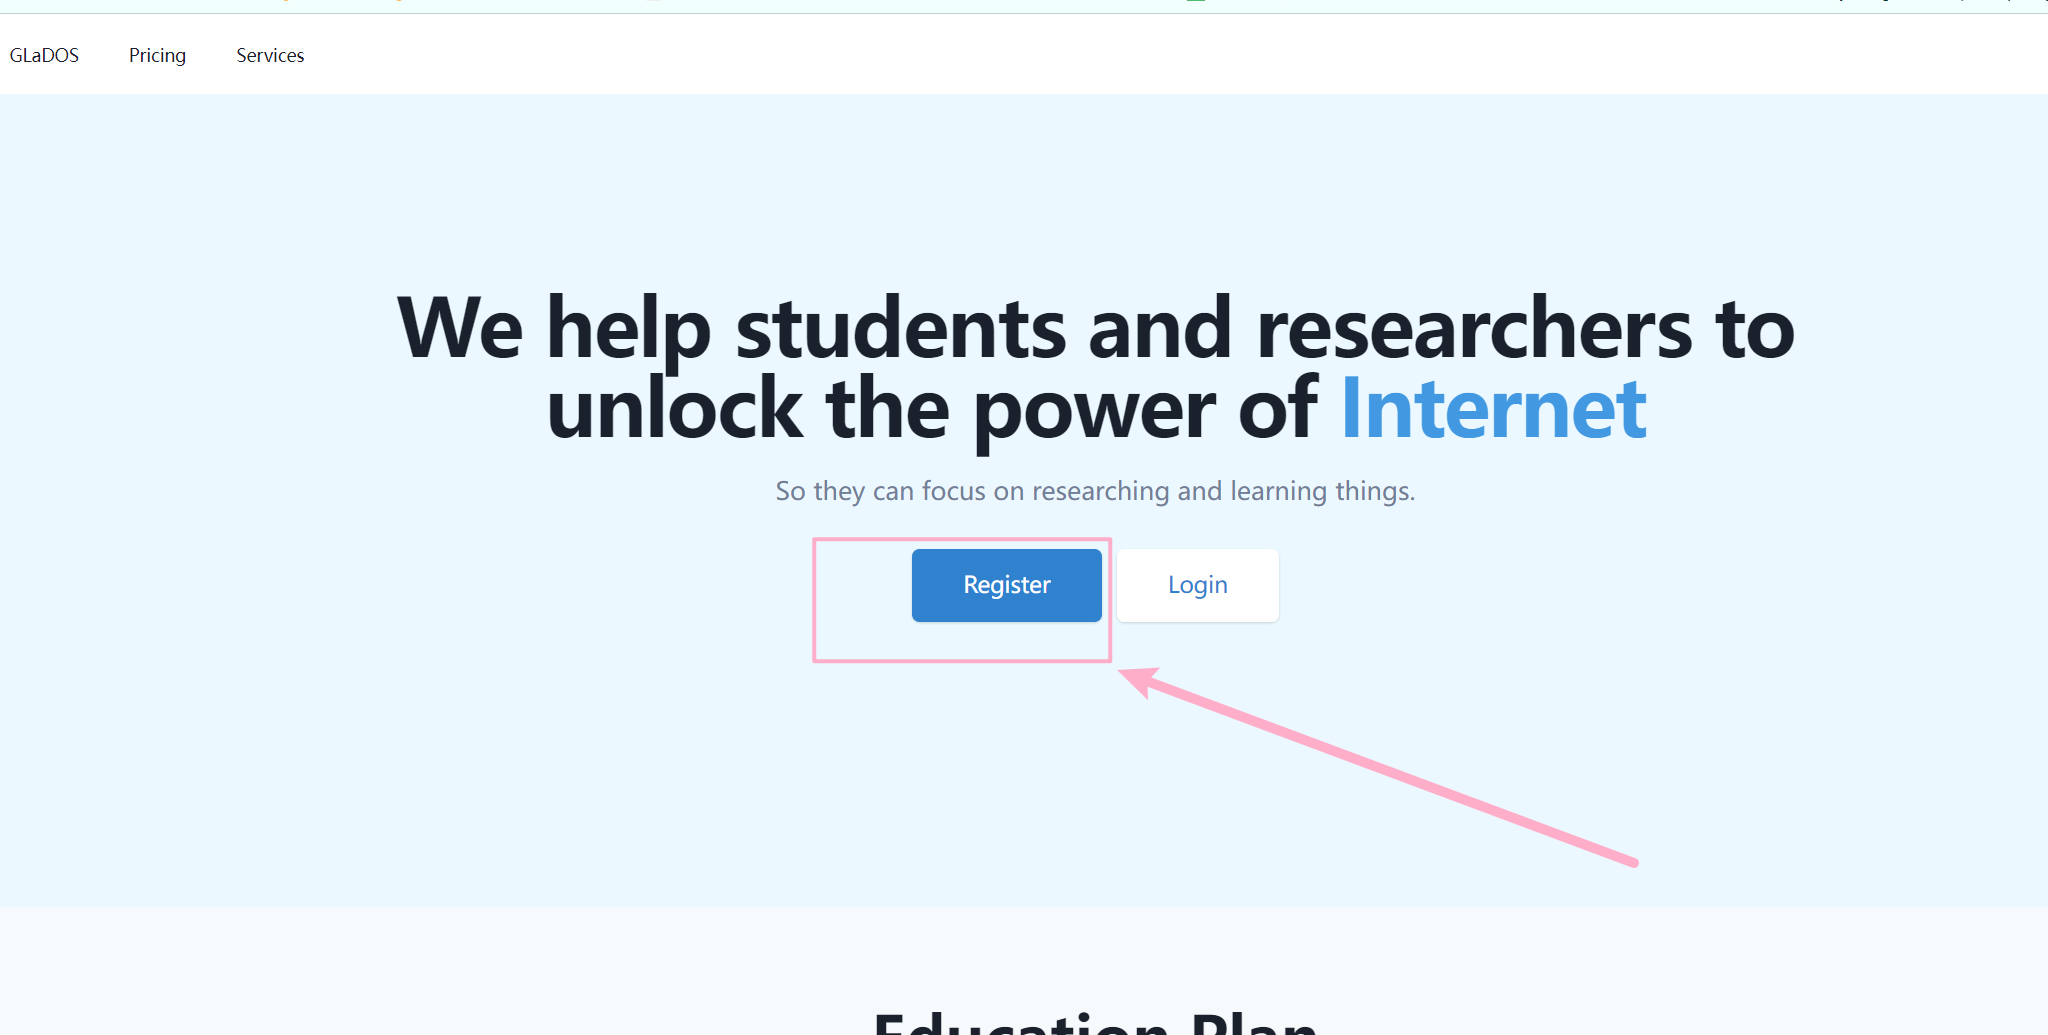 GLaDOS Pricing Services
We help students and researchers to
unlock the power of Internet
So they can focus on researching and learning things.
Register Login
Education Plan